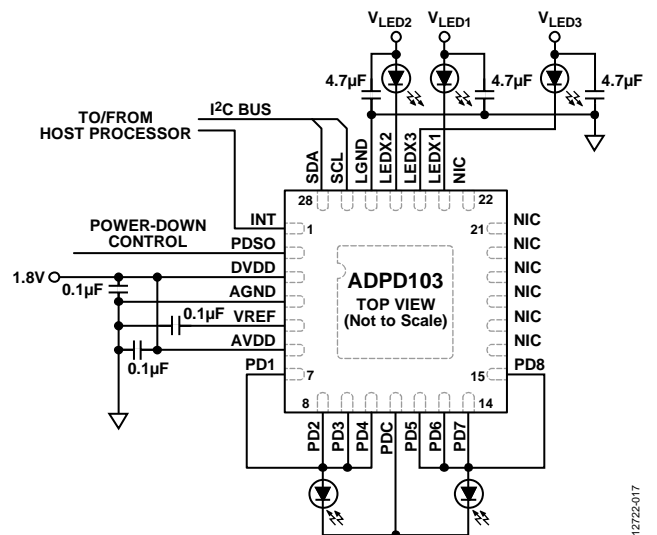 VLED2 VLED1 VLED3
4.7µF 4.7µF 4.7µF
I2C BUS
TO/FROM
HOST PROCESSOR
SDA
SCL
LGND
LEDX2
LEDX3
LEDX1
NIC
28 22
INT 1 21 NIC
POWER-DOWN
CONTROL
PDSO NIC
1.8V DVDD NIC
0.1µF AGND NIC
0.1µF VREF NIC
AVDD NIC
0.1µF
PD1 7 15 PD8
ADPD103
TOP VIEW
(Not to Scale)
8 14
PD2
PD3
PD4
PDC
PD5
PD6
PD7
12722-017